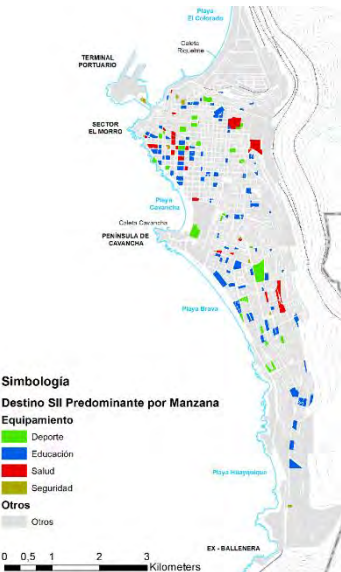 Playa
El Colorado
Caleta
Riquelme
TERMINAL
PORTUARIO
SECTOR
EL MORRO
Playa
Cavancha
Caleta Cavancha
PENÍNSULA DE
CAVANCHA
Playa Brava
Simbología
Destino SII Predominante por Manzana
Equipamiento
Deporte
Educación
Salud
Seguridad
Otros
Otros
Playa Huayquique
EX - BALLENERA
0 0,5 1 2 3
Kilometers